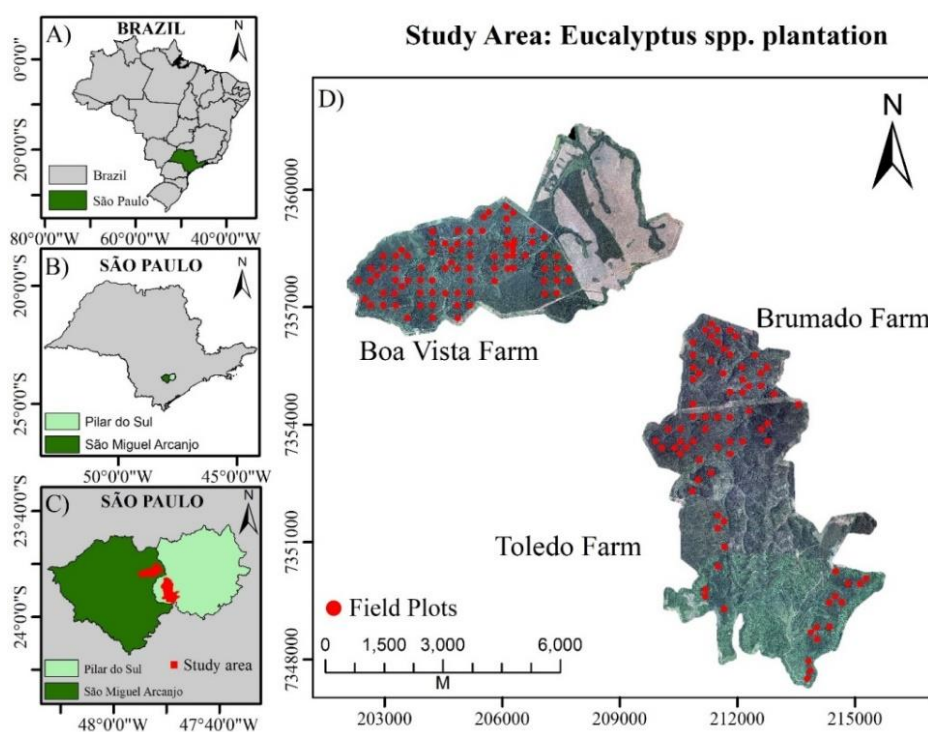 Study Area: Eucalyptus spp. plantation
A)
BRAZIL
N
0°0'0"
20°0'0"S
Brazil
São Paulo
80°0'0"W 60°0'0"W 40°0'0"W
B)
SÃO PAULO
N
20°0'0"S
25°0'0"S
Pilar do Sul
São Miguel Arcanjo
50°0'0"W 45°0'0"W
C)
SÃO PAULO
N
23°40'0"S
24°0'0"S
Pilar do Sul
Study area
São Miguel Arcanjo
48°0'0"W 47°40'0"W
D)
N
7360000
7357000
7354000
7351000
7348000
Boa Vista Farm
Brumado Farm
Toledo Farm
Field Plots
0 1,500 3,000 6,000
M
203000 206000 209000 212000 215000